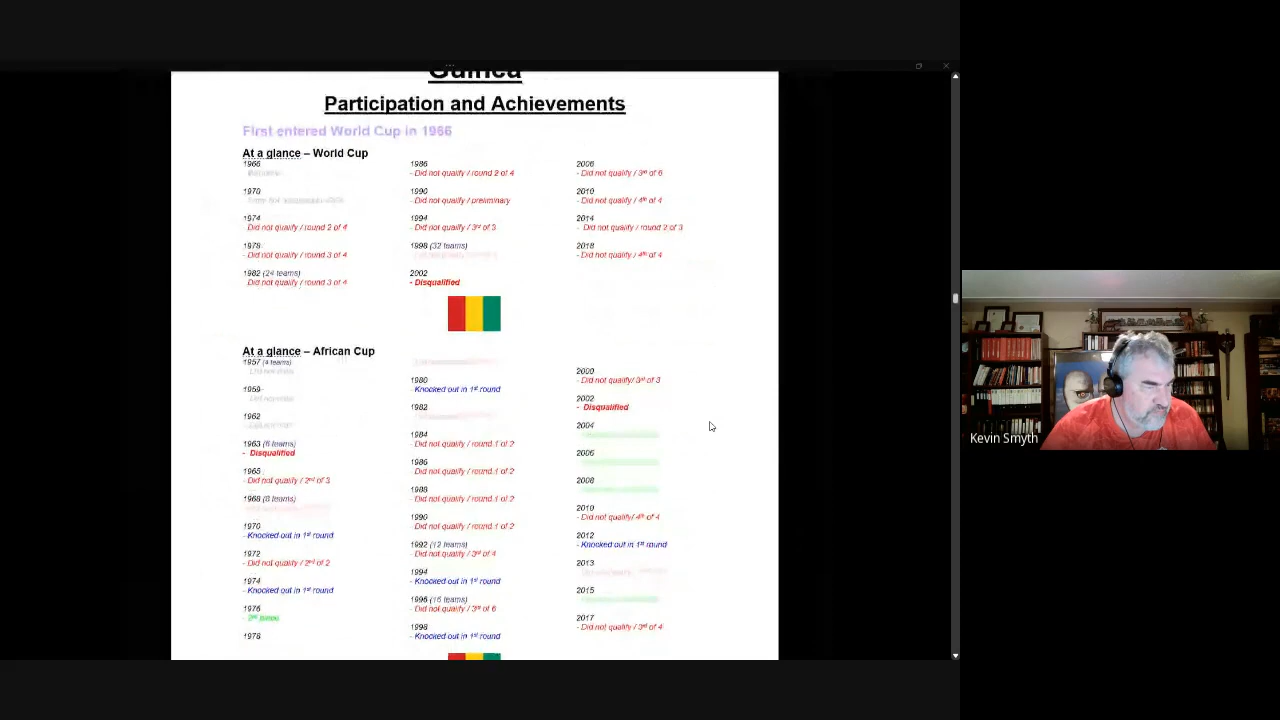 Guinea
Participation and Achievements
First entered World Cup in 1966
At a glance – World Cup
1966
1970
1974
Did not qualify / round 2 of 4
1978
Did not qualify / round 3 of 4
1982 (24 teams)
Did not qualify / round 3 of 4
1986
- Did not qualify / round 2 of 4
1990
- Did not qualify / preliminary
1994
- Did not qualify / 3rd of 3
1998 (32 teams)
2002
- Disqualified
2006
- Did not qualify / 3rd of 6
2010
- Did not qualify / 4th of 4
2014
- Did not qualify / round 2 of 3
2018
- Did not qualify / 4th of 4
At a glance – African Cup
1957 (4 teams)
1959
1962
1963 (6 teams)
- Disqualified
1965
- Did not qualify / 2nd of 3
1968 (8 teams)
1970
- Knocked out in 1st round
1972
- Did not qualify / 2nd of 2
1974
- Knocked out in 1st round
1976
1978
1980
- Knocked out in 1st round
1982
1984
- Did not qualify / round 1 of 2
1986
- Did not qualify / round 1 of 2
1988
- Did not qualify / round 1 of 2
1990
- Did not qualify / round 1 of 2
1992 (12 teams)
- Did not qualify / 3rd of 4
1994
- Knocked out in 1st round
1996 (16 teams)
- Did not qualify / 3rd of 6
1998
- Knocked out in 1st round
2000
- Did not qualify/ 3rd of 3
2002
- Disqualified
2004
2006
2008
2010
- Did not qualify/ 4th of 4
2012
- Knocked out in 1st round
2013
2015
2017
- Did not qualify / 3rd of 4
Kevin Smyth